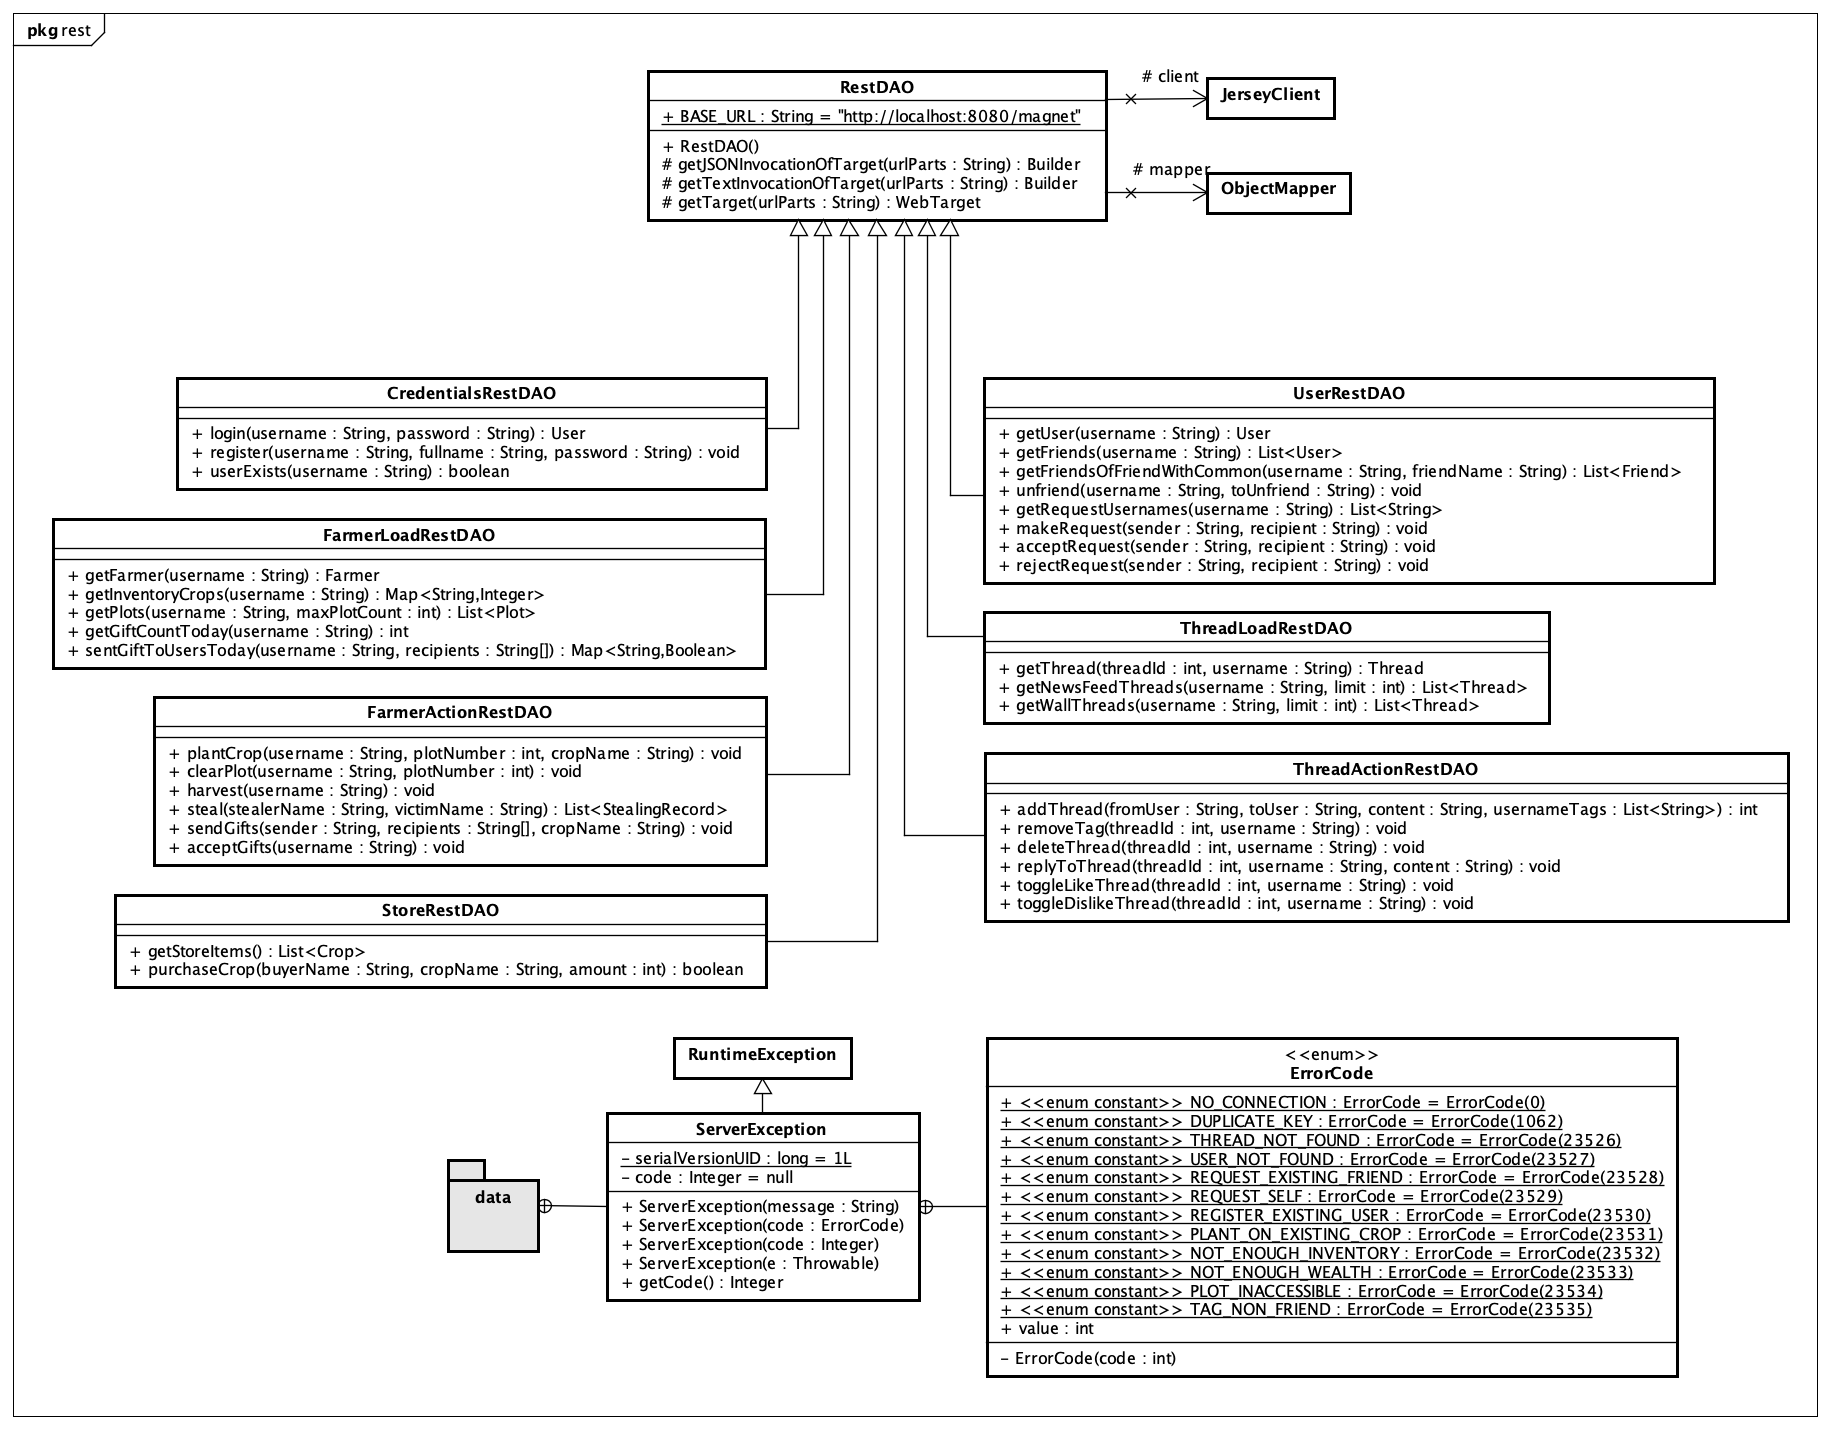 pkg rest
RestDAO
+ BASE_URL : String = "http://localhost:8080/magnet"
+ RestDAO()
# getJSONInvocationOfTarget(urlParts : String) : Builder
# getTextInvocationOfTarget(urlParts : String) : Builder
# getTarget(urlParts : String) : WebTarget
# client
JerseyClient
# mapper
ObjectMapper
CredentialsRestDAO
+ login(username : String, password : String) : User
+ register(username : String, fullname : String, password : String) : void
+ userExists(username : String) : boolean
FarmerLoadRestDAO
+ getFarmer(username : String) : Farmer
+ getInventoryCrops(username : String) : Map<String,Integer>
+ getPlots(username : String, maxPlotCount : int) : List<Plot>
+ getGiftCountToday(username : String) : int
+ sentGiftToUsersToday(username : String, recipients : String[]) : Map<String,Boolean>
FarmerActionRestDAO
+ plantCrop(username : String, plotNumber : int, cropName : String) : void
+ clearPlot(username : String, plotNumber : int) : void
+ harvest(username : String) : void
+ steal(stealerName : String, victimName : String) : List<StealingRecord>
+ sendGifts(sender : String, recipients : String[], cropName : String) : void
+ acceptGifts(username : String) : void
StoreRestDAO
+ getStoreItems() : List<Crop>
+ purchaseCrop(buyerName : String, cropName : String, amount : int) : boolean
UserRestDAO
+ getUser(username : String) : User
+ getFriends(username : String) : List<User>
+ getFriendsOfFriendWithCommon(username : String, friendName : String) : List<Friend>
+ unfriend(username : String, toUnfriend : String) : void
+ getRequestUsernames(username : String) : List<String>
+ makeRequest(sender : String, recipient : String) : void
+ acceptRequest(sender : String, recipient : String) : void
+ rejectRequest(sender : String, recipient : String) : void
ThreadLoadRestDAO
+ getThread(threadId : int, username : String) : Thread
+ getNewsFeedThreads(username : String, limit : int) : List<Thread>
+ getWallThreads(username : String, limit : int) : List<Thread>
ThreadActionRestDAO
+ addThread(fromUser : String, toUser : String, content : String, usernameTags : List<String>) : int
+ removeTag(threadId : int, username : String) : void
+ deleteThread(threadId : int, username : String) : void
+ replyToThread(threadId : int, username : String, content : String) : void
+ toggleLikeThread(threadId : int, username : String) : void
+ toggleDislikeThread(threadId : int, username : String) : void
RuntimeException
ServerException
- serialVersionUID : long = 1L
- code : Integer = null
+ ServerException(message : String)
+ ServerException(code : ErrorCode)
+ ServerException(code : Integer)
+ ServerException(e : Throwable)
+ getCode() : Integer
data
<<enum>>
ErrorCode
+ <<enum constant>> NO_CONNECTION : ErrorCode = ErrorCode(0)
+ <<enum constant>> DUPLICATE_KEY : ErrorCode = ErrorCode(1062)
+ <<enum constant>> THREAD_NOT_FOUND : ErrorCode = ErrorCode(23526)
+ <<enum constant>> USER_NOT_FOUND : ErrorCode = ErrorCode(23527)
+ <<enum constant>> REQUEST_EXISTING_FRIEND : ErrorCode = ErrorCode(23528)
+ <<enum constant>> REQUEST_SELF : ErrorCode = ErrorCode(23529)
+ <<enum constant>> REGISTER_EXISTING_USER : ErrorCode = ErrorCode(23530)
+ <<enum constant>> PLANT_ON_EXISTING_CROP : ErrorCode = ErrorCode(23531)
+ <<enum constant>> NOT_ENOUGH_INVENTORY : ErrorCode = ErrorCode(23532)
+ <<enum constant>> NOT_ENOUGH_WEALTH : ErrorCode = ErrorCode(23533)
+ <<enum constant>> PLOT_INACCESSIBLE : ErrorCode = ErrorCode(23534)
+ <<enum constant>> TAG_NON_FRIEND : ErrorCode = ErrorCode(23535)
+ value : int
- ErrorCode(code : int)